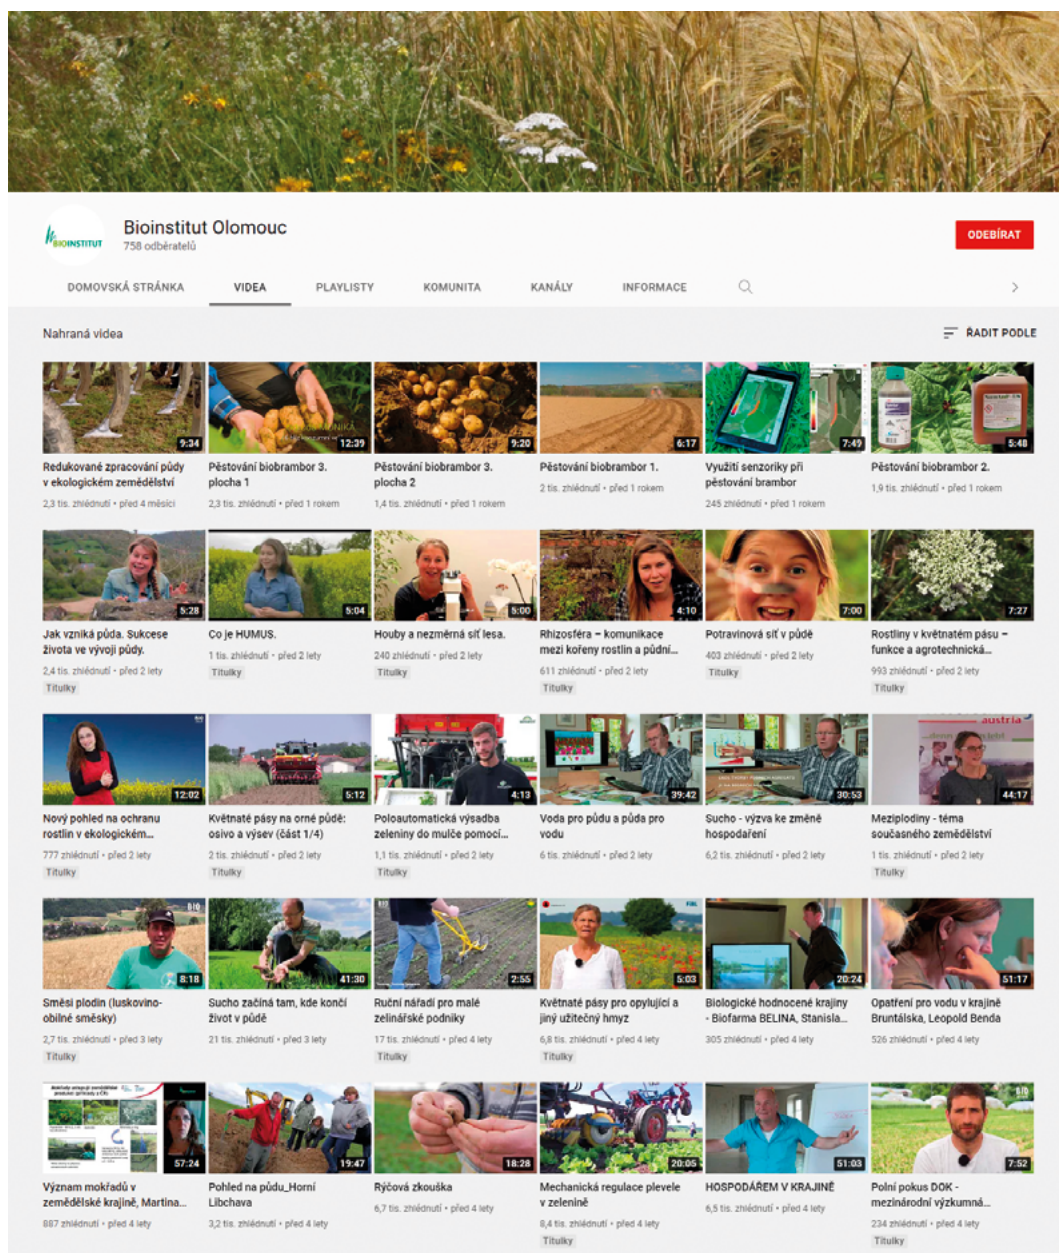 BIOINSTITUT
Bioinstitut Olomouc
758 odběratelů
ODEBÍRAT
DOMOVSKÁ STRÁNKA VIDEA PLAYLISTY KOMUNITA KANÁLY INFORMACE
Nahraná videa
ŘADIT PODLE
9:34 12:39 9:20 6:17 7:49 5:48
Redukované zpracování půdy v ekologickém zemědělství
2,3 tis. zhlédnutí • před 4 měsíci
Pěstování biobrambor 3. plocha 1
2,3 tis. zhlédnutí • před 1 rokem
Pěstování biobrambor 3. plocha 2
1,4 tis. zhlédnutí • před 1 rokem
Pěstování biobrambor 1.
2 tis. zhlédnutí • před 1 rokem
Využití senzoriky při pěstování brambor
245 zhlédnutí • před 1 rokem
Pěstování biobrambor 2.
1,9 tis. zhlédnutí • před 1 rokem
5:28 5:04 5:00 4:10 7:00 7:27
Jak vzniká půda. Sukcese života ve vývoji půdy.
2,4 tis. zhlédnutí • před 2 lety
Titulky
Co je HUMUS.
1 tis. zhlédnutí • před 2 lety
Titulky
Houby a nezměrná síť lesa.
240 zhlédnutí • před 2 lety
Titulky
Rhizosféra – komunikace mezi kořeny rostlin a půdní...
611 zhlédnutí • před 2 lety
Titulky
Potravinová síť v půdě
403 zhlédnutí • před 2 lety
Titulky
Rostliny v květnatém pásu – funkce a agrotechnická...
993 zhlédnutí • před 2 lety
Titulky
12:02 5:12 4:13 39:42 30:53 44:17
austria
Nový pohled na ochranu rostlin v ekologickém...
777 zhlédnutí • před 2 lety
Titulky
Květnaté pásy na orné půdě: osivo a výsev (část 1/4)
2 tis. zhlédnutí • před 2 lety
Titulky
Poloautomatická výsadba zeleniny do mulče pomocí...
1,1 tis. zhlédnutí • před 2 lety
Titulky
Voda pro půdu a půda pro vodu
6 tis. zhlédnutí • před 2 lety
Sucho - výzva ke změně hospodaření
6,2 tis. zhlédnutí • před 2 lety
Meziplodiny - téma současného zemědělství
1 tis. zhlédnutí • před 2 lety
Titulky
8:18 41:30 2:55 5:03 20:24 51:17
Směsi plodin (luskovino-obilné směsky)
2,7 tis. zhlédnutí • před 3 lety
Titulky
Sucho začíná tam, kde končí život v půdě
21 tis. zhlédnutí • před 3 lety
Ruční nářadí pro malé zelinářské podniky
17 tis. zhlédnutí • před 4 lety
Titulky
Květnaté pásy pro opylující a jiný užitečný hmyz
6,8 tis. zhlédnutí • před 4 lety
Titulky
Biologické hodnocené krajiny - Biofarma BELINA, Stanisla...
305 zhlédnutí • před 4 lety
Opatření pro vodu v krajině Bruntálska, Leopold Benda
526 zhlédnutí • před 4 lety
57:24 19:47 18:28 20:05 51:03 7:52
Význam mokřadů v zemědělské krajině, Martina...
887 zhlédnutí • před 4 lety
Pohled na půdu_Horní Libchava
3,2 tis. zhlédnutí • před 4 lety
Rýčová zkouška
6,7 tis. zhlédnutí • před 4 lety
Mechanická regulace plevele v zelenině
8,4 tis. zhlédnutí • před 4 lety
Titulky
HOSPODÁŘEM V KRAJINĚ
6,5 tis. zhlédnutí • před 4 lety
Polní pokus DOK - mezinárodní výzkumná...
234 zhlédnutí • před 4 lety
Titulky